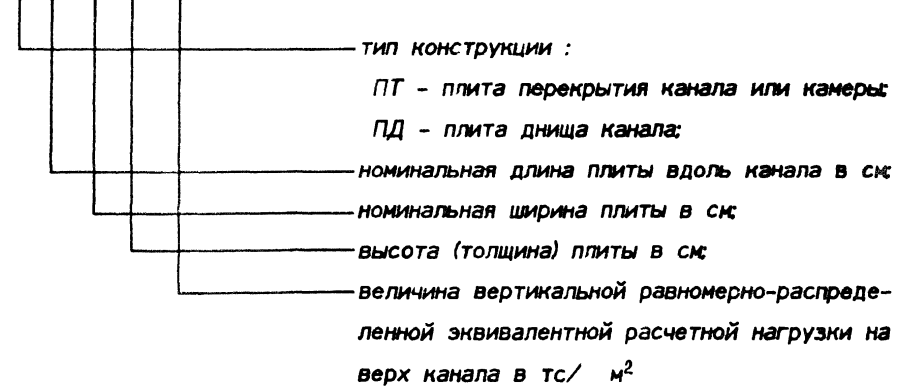 тип конструкции :
ПТ - плита перекрытия канала или камеры;
ПД - плита днища канала;
номинальная длина плиты вдоль канала в см;
номинальная ширина плиты в см;
высота (толщина) плиты в см;
величина вертикальной равномерно-распреде-
ленной эквивалентной расчетной нагрузки на
верх канала в тс/ м²